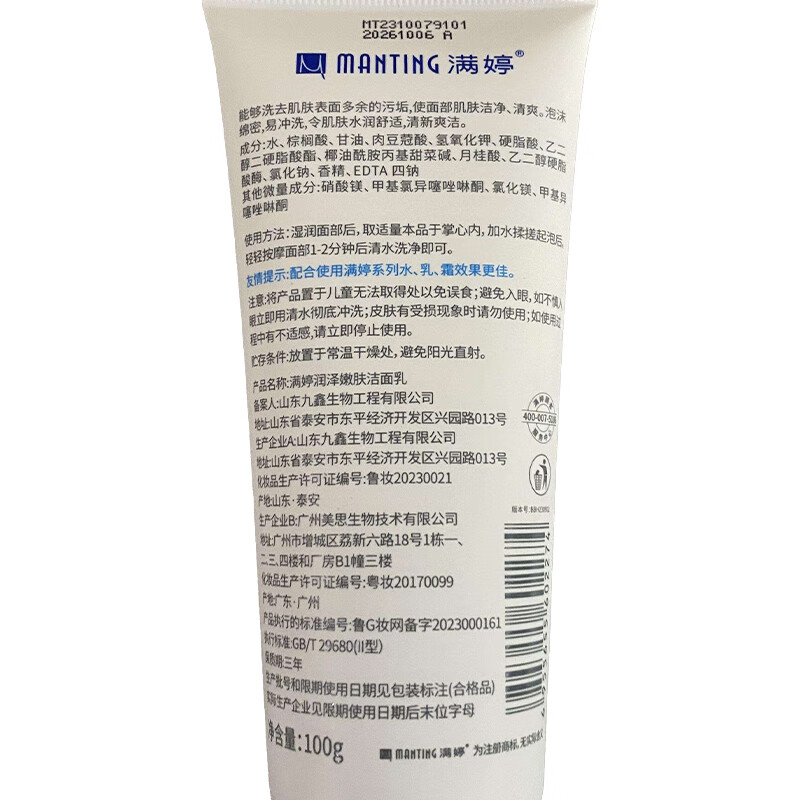 MT2310079101
20261006 A
MANTING 满婷®
能够洗去肌肤表面多余的污垢,使面部肌肤洁净、清爽。泡沫
绵密,易冲洗,令肌肤水润舒适,清新爽洁。
成分:水、棕榈酸、甘油、肉豆蔻酸、氢氧化钾、硬脂酸、乙二
醇二硬脂酸酯、椰油酰胺丙基甜菜碱、月桂酸、乙二醇硬脂
酸酶、氯化钠、香精、EDTA 四钠
其他微量成分:硝酸镁、甲基氯异噻唑啉酮、氯化镁、甲基异
噻唑啉酮
使用方法:湿润面部后,取适量本品于掌心内,加水揉搓起泡后,
轻轻按摩面部1-2分钟后清水洗净即可。
友情提示:配合使用满婷系列水、乳、霜效果更佳。
注意:将产品置于儿童无法取得处以免误食;避免入眼,如不慎入
眼立即用清水彻底冲洗;皮肤有受损现象时请勿使用;如使用过
程中有不适感,请立即停止使用。
贮存条件:放置于常温干燥处,避免阳光直射。
产品名称:满婷润泽嫩肤洁面乳
备案人:山东九鑫生物工程有限公司
地址:山东省泰安市东平经济开发区兴园路013号
生产企业A:山东九鑫生物工程有限公司
地址:山东省泰安市东平经济开发区兴园路013号
化妆品生产许可证编号:鲁妆20230021
产地:山东·泰安
生产企业B:广州美思生物技术有限公司
地址:广州市增城区荔新六路18号1栋一、
二、三、四楼和厂房B1幢三楼
化妆品生产许可证编号:粤妆20170099
产地:广东·广州
产品执行的标准编号:鲁G妆网备字2023000161
执行标准:GB/T 29680(II型)
保质期:三年
生产批号和限期使用日期见包装标注(合格品)
实际生产企业见限期使用日期后末位字母
净含量:100g
400-007-
版本号:
MANTING 满婷® 为注册商标,无实际含义